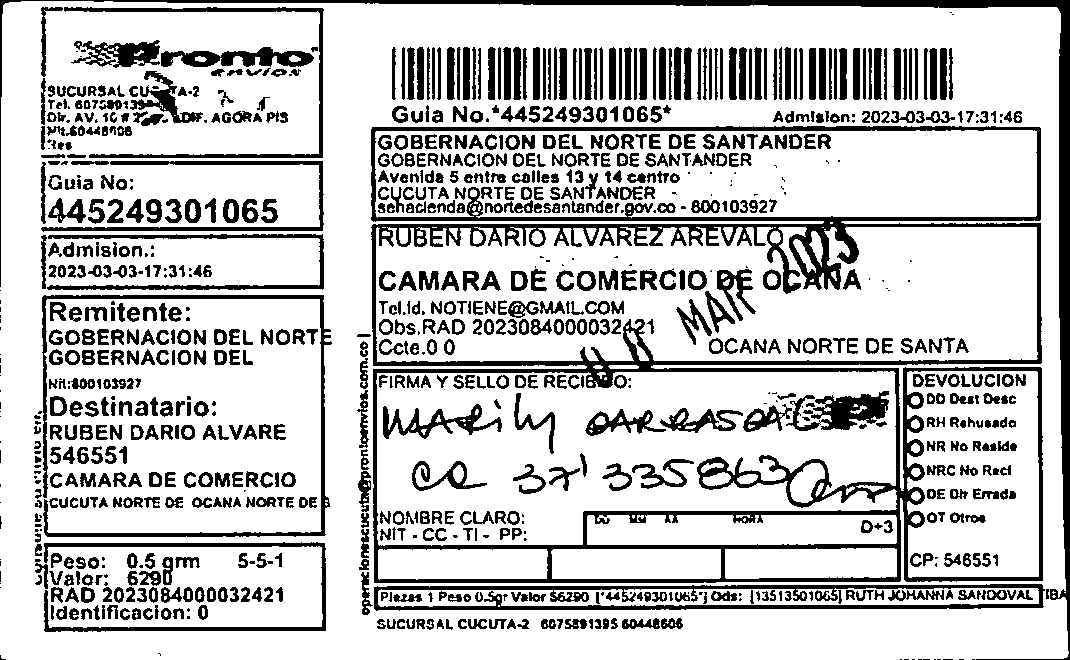 Pronto
envios
SUCURSAL CUCUTA-2
Dir. AV. 10 # EDIF. AGORA PIS
Nit.60448606
Res
Guia No:
445249301065
Admision.:
2023-03-03-17:31:46
Remitente:
GOBERNACION DEL NORTE
GOBERNACION DEL
Nit:800103927
Destinatario:
RUBEN DARIO ALVARE
546551
CAMARA DE COMERCIO
CUCUTA NORTE DE OCANA NORTE DE S
Peso: 0.5 grm 5-5-1
Valor: 6290
RAD 2023084000032421
Identificacion: 0
operacionescucuta@prontoenvios.com.co
Guia No.*445249301065*
Admision: 2023-03-03-17:31:46
GOBERNACION DEL NORTE DE SANTANDER
GOBERNACION DEL NORTE DE SANTANDER
Avenida 5 entre calles 13 y 14 centro
CUCUTA NORTE DE SANTANDER
sehacienda@nortedesantander.gov.co - 800103927
RUBEN DARIO ALVAREZ AREVALO
CAMARA DE COMERCIO DE OCANA
Tel.Id. NOTIENE@GMAIL.COM
Obs.RAD 2023084000032421
Ccte.0 0
OCANA NORTE DE SANTA
MAR 2023
FIRMA Y SELLO DE RECIBIDO:
Marily Carrascal
CC 37'335863
NOMBRE CLARO:
NIT - CC - TI - PP:
DD MM AA HORA
D+3
DEVOLUCION
DD Dest Desc
RH Rehusado
NR No Reside
NRC No Recl
DE Dir Errada
OT Otros
CP: 546551
Piezas 1 Peso 0.5gr Valor $6290 ["445249301065"] Ods: [13513501065] RUTH JOHANNA SANDOVAL TIBA
SUCURSAL CUCUTA-2 6075891395 60448606